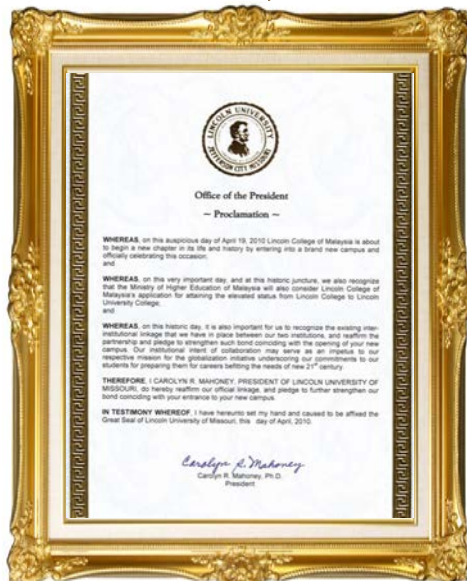 LINCOLN UNIVERSITY
JEFFERSON CITY MISSOURI
Office of the President
~ Proclamation ~
WHEREAS, on this auspicious day of April 19, 2010 Lincoln College of Malaysia is about
to begin a new chapter in its life and history by entering into a brand new campus and
officially celebrating this occasion.
and
WHEREAS, on this very important day, and at this historic juncture, we also recognize
that the Ministry of Higher Education of Malaysia will also consider Lincoln College of
Malaysia's application for attaining the elevated status from Lincoln College to Lincoln
University College;
and
WHEREAS, on this historic day, it is also important for us to recognize the existing inter-
institutional linkage that we have in place between our two institutions, and reaffirm the
partnership and pledge to strengthen such bond coinciding with the opening of your new
campus. Our institutional intent of collaboration may serve as an impetus to our
respective mission for the globalization initiative underscoring our commitments to our
students for preparing them for careers befitting the needs of new 21st century.
THEREFORE, I CAROLYN R. MAHONEY, PRESIDENT OF LINCOLN UNIVERSITY OF
MISSOURI, do hereby reaffirm our official linkage, and pledge to further strengthen our
bond coinciding with your entrance to your new campus.
IN TESTIMONY WHEREOF, I have hereunto set my hand and caused to be affixed the
Great Seal of Lincoln University of Missouri, this day of April, 2010.
Carolyn R. Mahoney
Carolyn R. Mahoney, Ph.D.
President